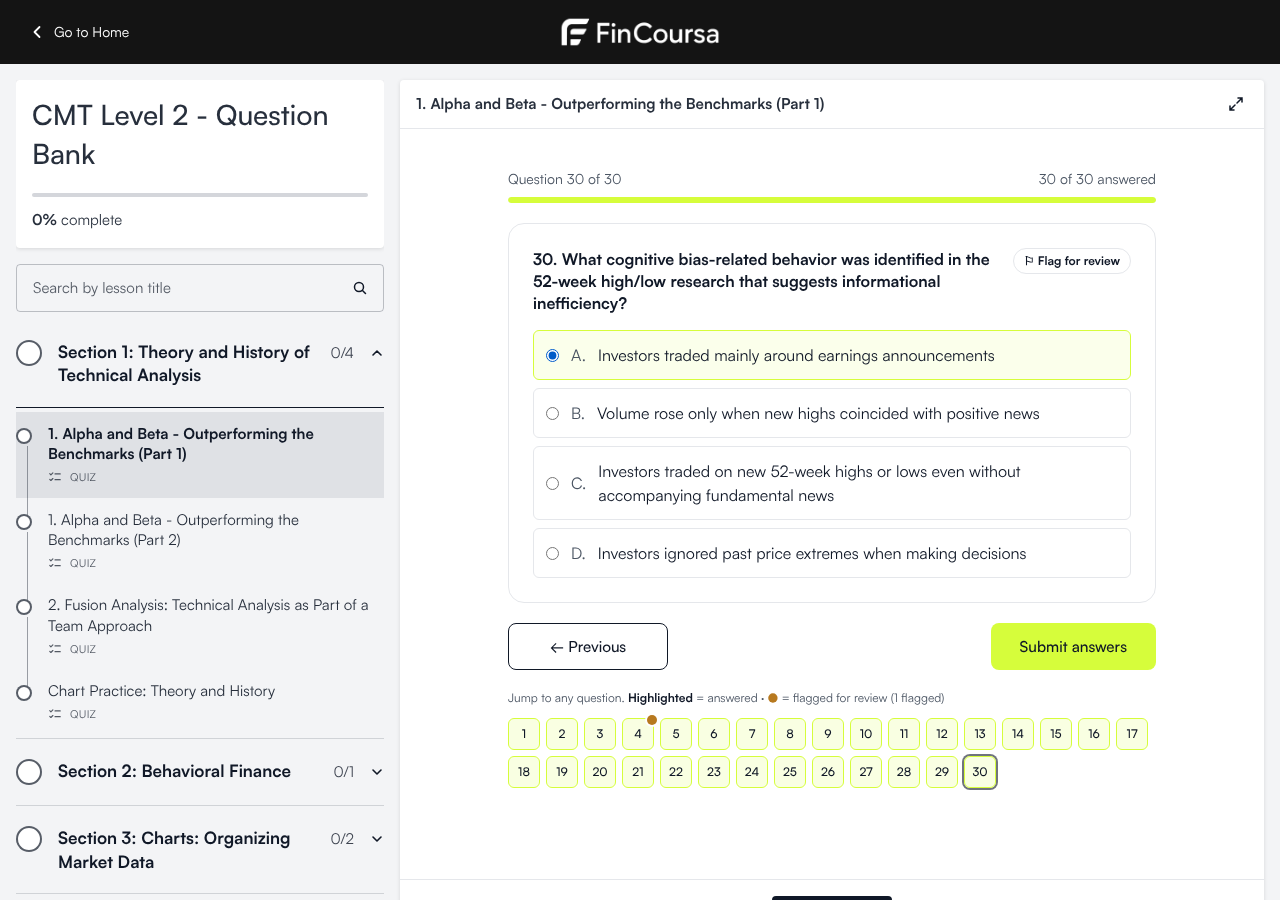 Go to Home
FinCoursa
CMT Level 2 - Question
Bank
0% complete
Search by lesson title
Section 1: Theory and History of
Technical Analysis
0/4
1. Alpha and Beta - Outperforming the
Benchmarks (Part 1)
QUIZ
1. Alpha and Beta - Outperforming the
Benchmarks (Part 2)
QUIZ
2. Fusion Analysis: Technical Analysis as Part of a
Team Approach
QUIZ
Chart Practice: Theory and History
QUIZ
Section 2: Behavioral Finance
0/1
Section 3: Charts: Organizing
Market Data
0/2
1. Alpha and Beta - Outperforming the Benchmarks (Part 1)
Question 30 of 30
30 of 30 answered
30. What cognitive bias-related behavior was identified in the
52-week high/low research that suggests informational
inefficiency?
Flag for review
A. Investors traded mainly around earnings announcements
B. Volume rose only when new highs coincided with positive news
C. Investors traded on new 52-week highs or lows even without
accompanying fundamental news
D. Investors ignored past price extremes when making decisions
← Previous
Submit answers
Jump to any question. Highlighted = answered · = flagged for review (1 flagged)
1 2 3 4 5 6 7 8 9 10 11 12 13 14 15 16 17
18 19 20 21 22 23 24 25 26 27 28 29 30